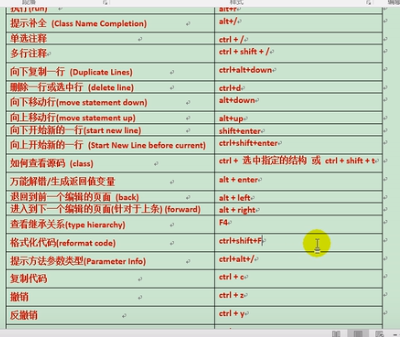 执行(run) alt+r
提示补全 (Class Name Completion) alt+/
单选注释 ctrl + /
多行注释 ctrl + shift + /
向下复制一行 (Duplicate Lines) ctrl+alt+down
删除一行或选中行 (delete line) ctrl+d
向下移动行(move statement down) alt+down
向上移动行(move statement up) alt+up
向下开始新的一行(start new line) shift+enter
向上开始新的一行 (Start New Line before current) ctrl+shift+enter
如何查看源码 (class) ctrl + 选中指定的结构 或 ctrl + shift + t
万能解错/生成返回值变量 alt + enter
退回到前一个编辑的页面 (back) alt + left
进入到下一个编辑的页面(针对于上条) (forward) alt + right
查看继承关系(type hierarchy) F4
格式化代码(reformat code) ctrl+shift+F
提示方法参数类型(Parameter Info) ctrl+alt+/
复制代码 ctrl + c
撤销 ctrl + z
反撤销 ctrl + y